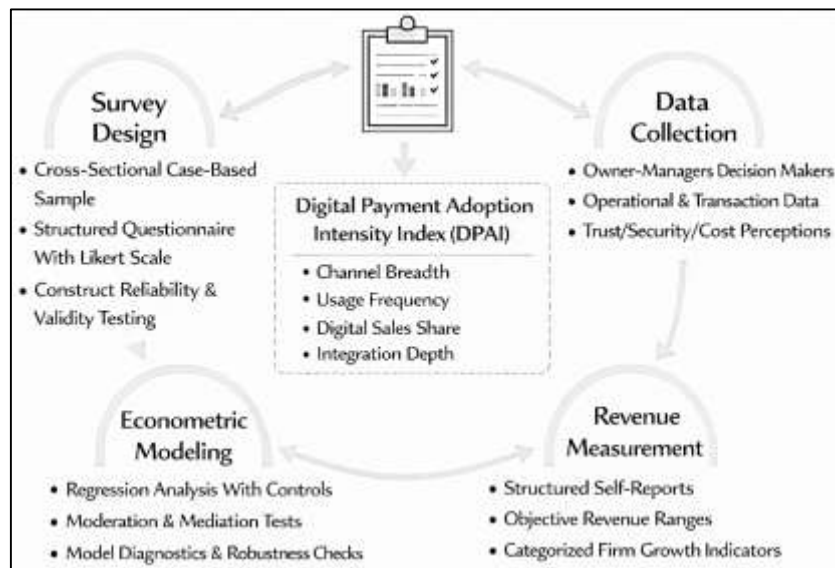 Survey
Design
• Cross-Sectional Case-Based
Sample
• Structured Questionnaire
With Likert Scale
• Construct Reliability &
Validity Testing
Digital Payment Adoption
Intensity Index (DPAI)
• Channel Breadth
• Usage Frequency
• Digital Sales Share
• Integration Depth
Data
Collection
• Owner-Managers Decision Makers
• Operational & Transaction Data
• Trust/Security/Cost Perceptions
Econometric
Modeling
• Regression Analysis With Controls
• Moderation & Mediation Tests
• Model Diagnostics & Robustness Checks
Revenue
Measurement
• Structured Self-Reports
• Objective Revenue Ranges
• Categorized Firm Growth Indicators